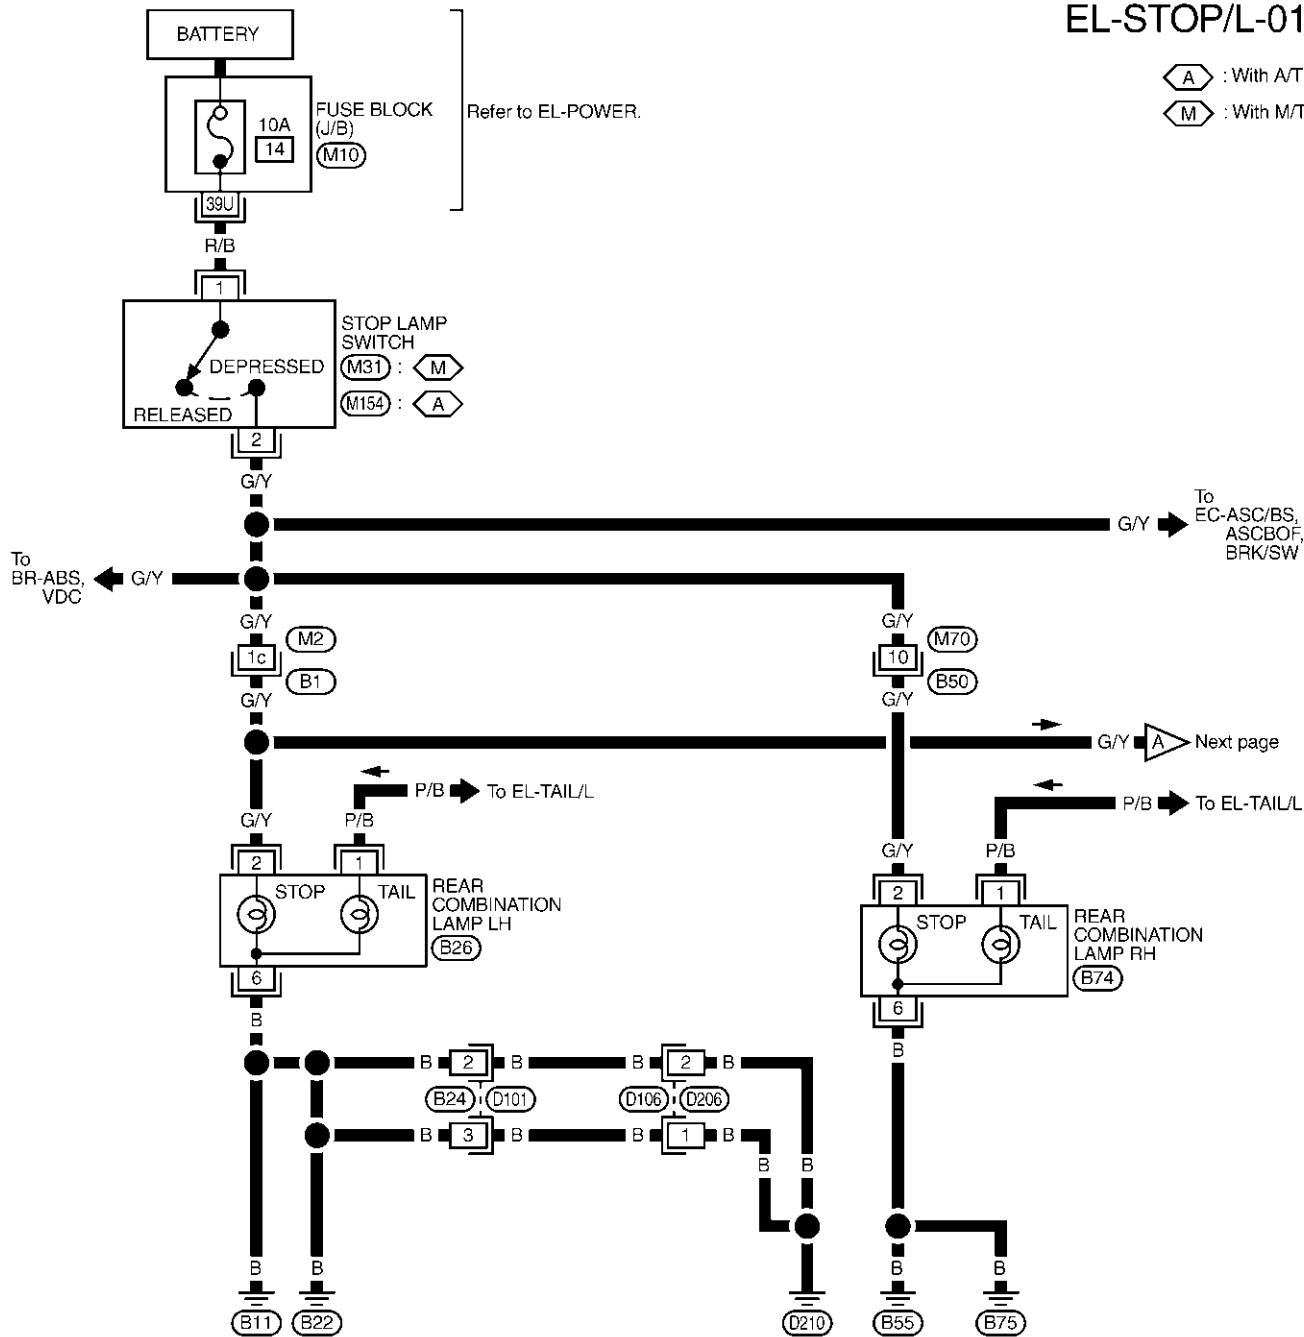 EL-STOP/L-01
BATTERY
A : With A/T
M : With M/T
10A
14
FUSE BLOCK
(J/B)
M10
Refer to EL-POWER.
39U
R/B
1
STOP LAMP
SWITCH
M31 : M
M154 : A
DEPRESSED
RELEASED
2
G/Y
G/Y
To
EC-ASC/BS,
ASCBOF,
BRK/SW
To
BR-ABS,
VDC
G/Y
G/Y
G/Y
M2
1c
B1
G/Y
M70
10
B50
G/Y
G/Y
A
Next page
P/B
To EL-TAIL/L
P/B
To EL-TAIL/L
G/Y
P/B
2
1
STOP
TAIL
REAR
COMBINATION
LAMP LH
B26
6
B
G/Y
P/B
2
1
STOP
TAIL
REAR
COMBINATION
LAMP RH
B74
6
B
B
2
B
B
2
B
B24
D101
D106
D206
B
3
B
B
1
B
B
B
B
B
B
B
B11
B22
D210
B55
B75